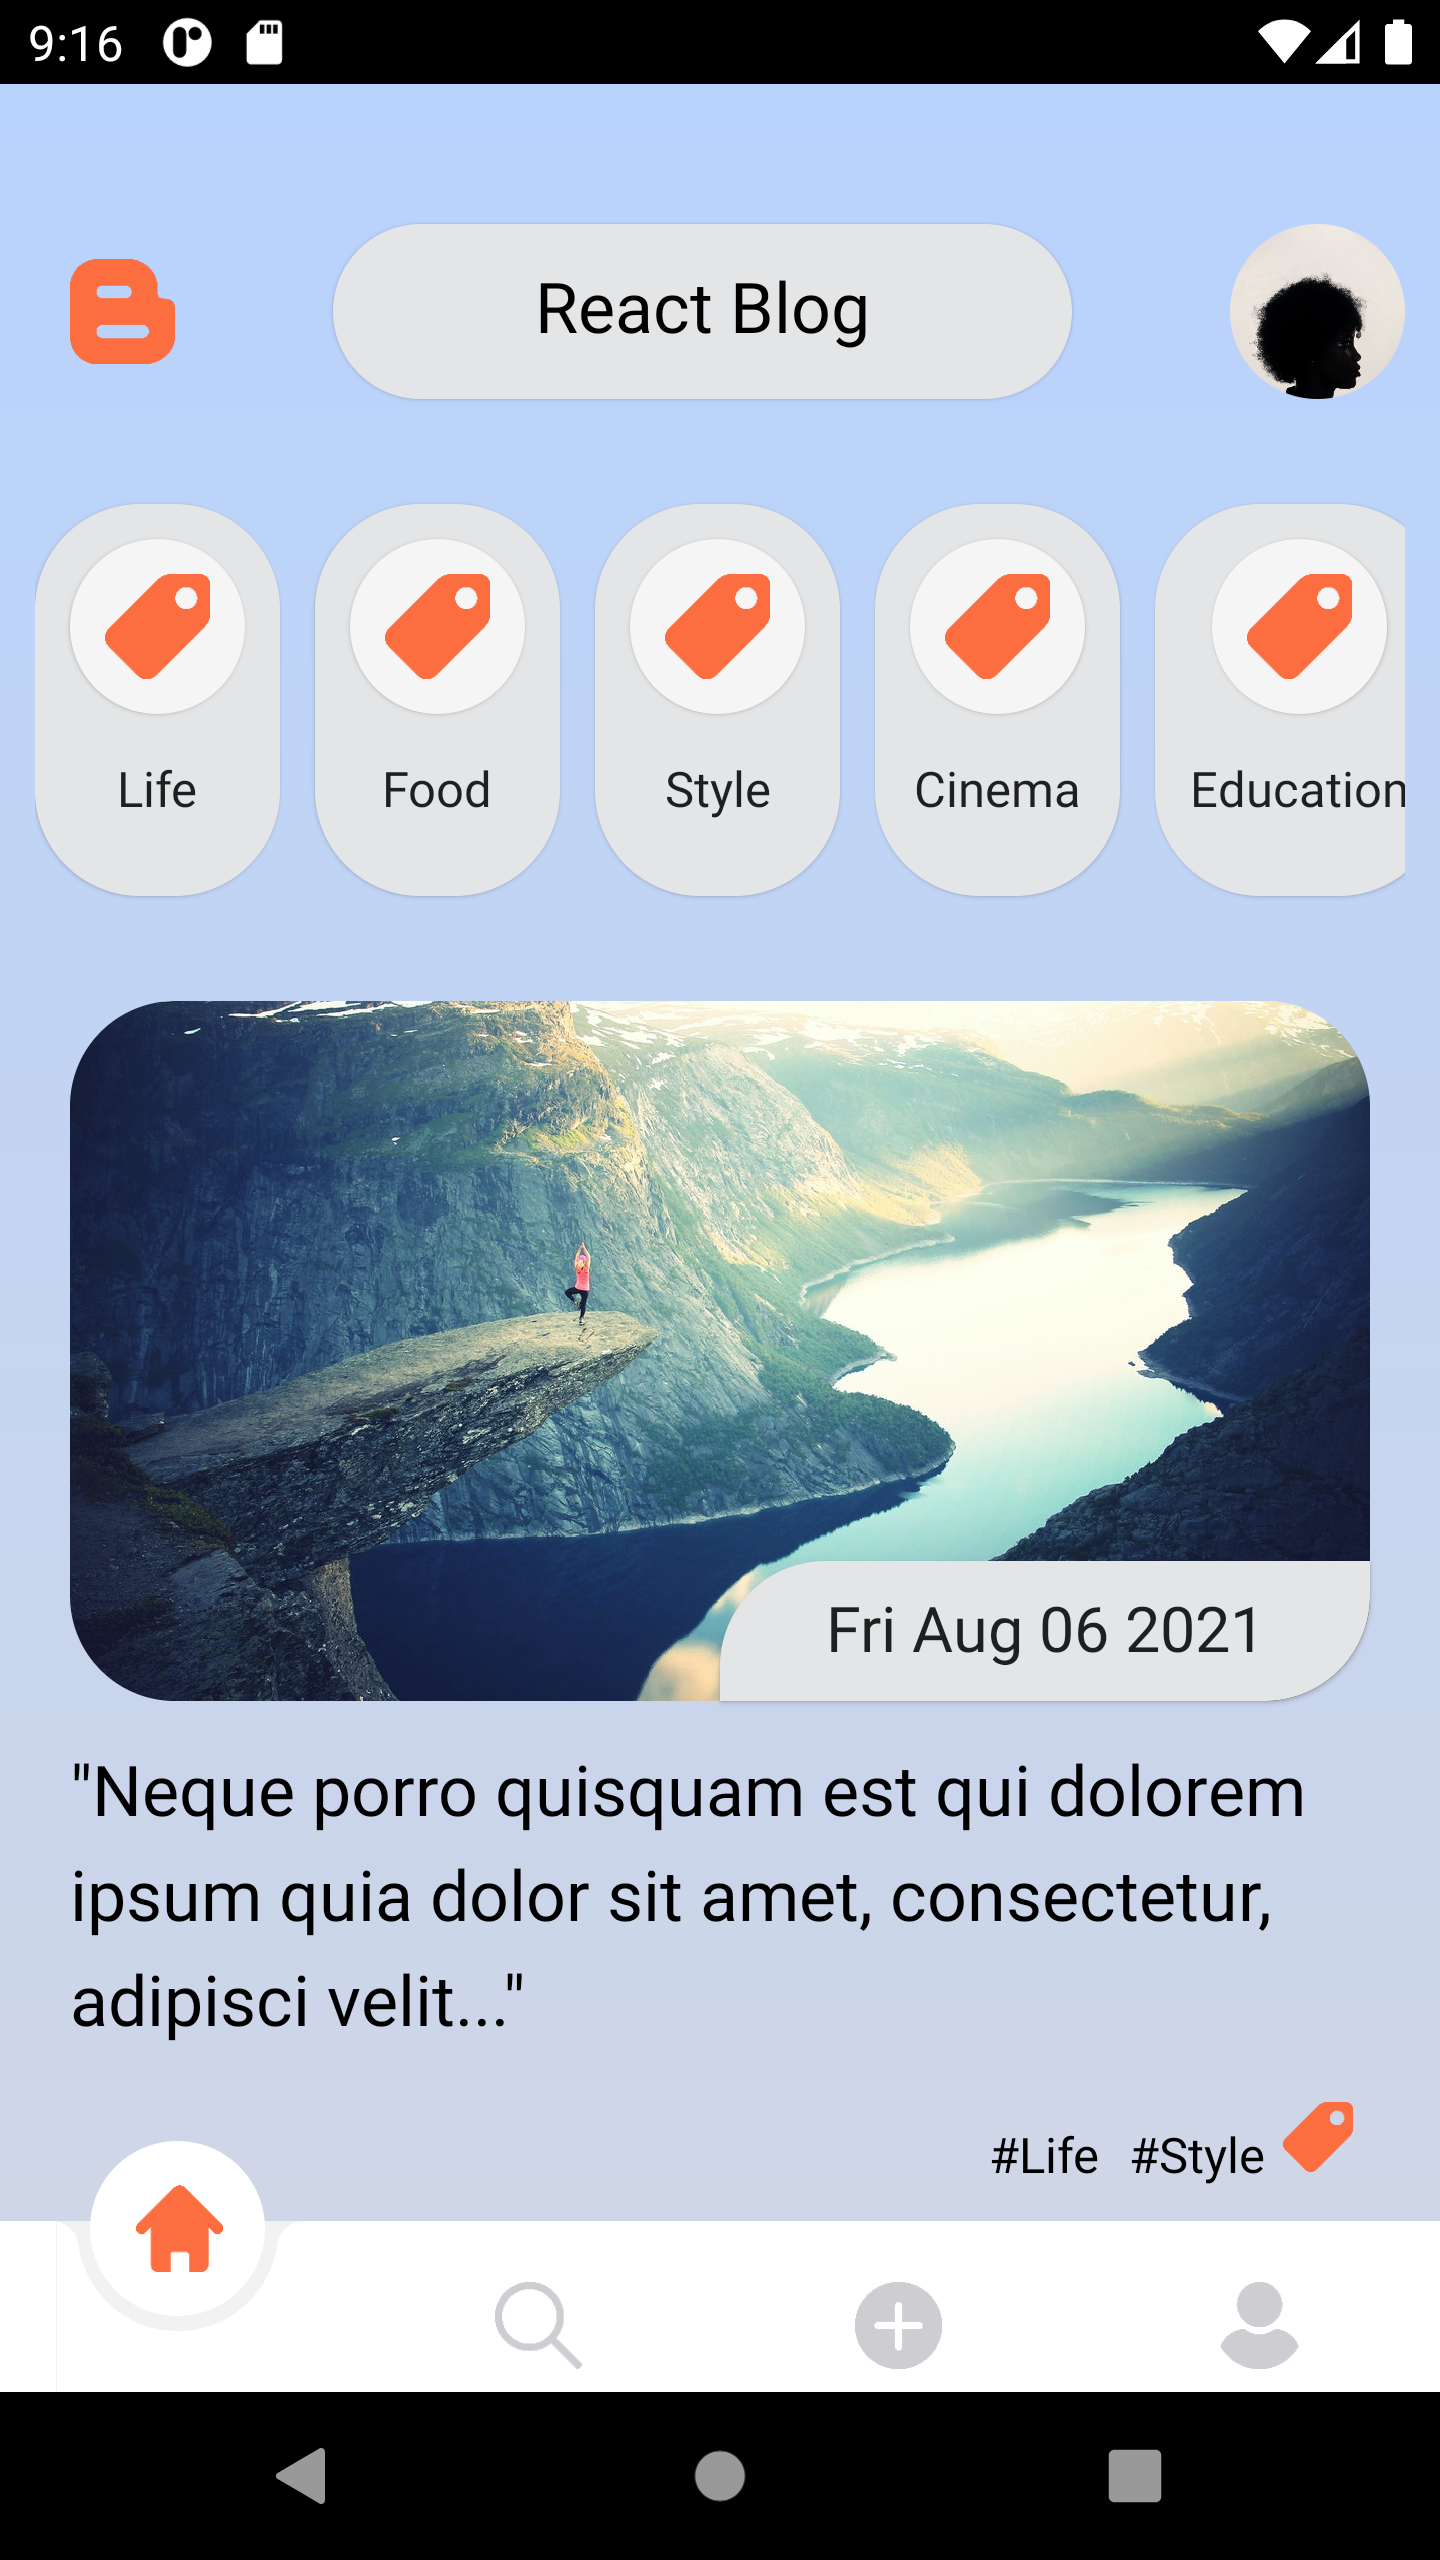 9:16
React Blog
Life
Food
Style
Cinema
Education
Fri Aug 06 2021
"Neque porro quisquam est qui dolorem
ipsum quia dolor sit amet, consectetur,
adipisci velit..."
#Life #Style